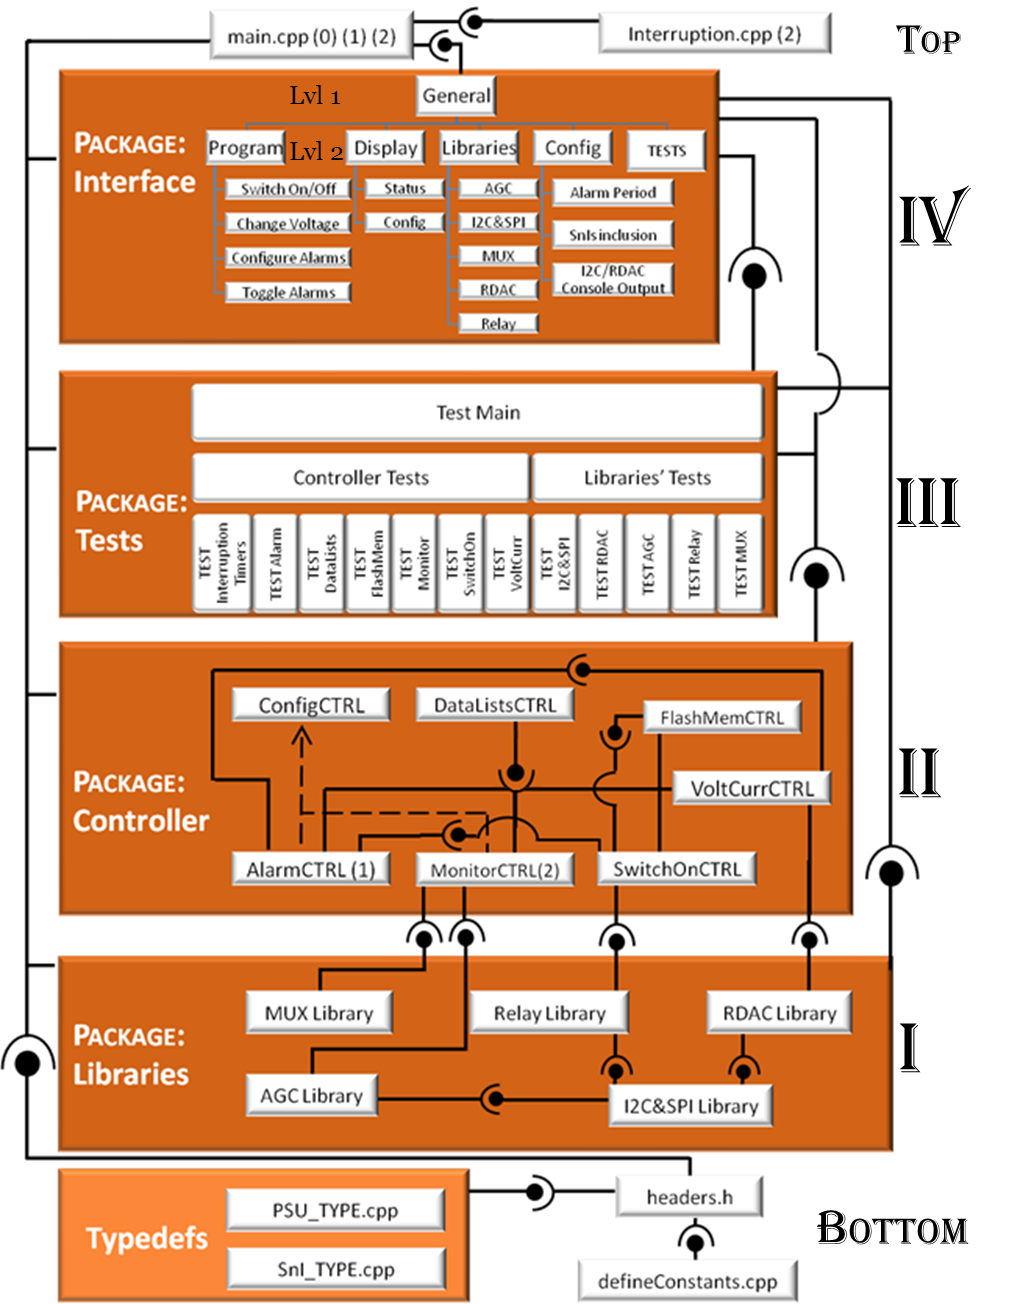 main.cpp (0) (1) (2)
Interruption.cpp (2)
TOP
Lvl 1
General
PACKAGE:
Interface
Program
Lvl 2
Display
Libraries
Config
TESTS
Switch On/Off
Change Voltage
Configure Alarms
Toggle Alarms
Status
Config
AGC
I2C&SPI
MUX
RDAC
Relay
Alarm Period
SnIs inclusion
I2C/RDAC
Console Output
IV
Test Main
Controller Tests
Libraries' Tests
PACKAGE:
Tests
TEST
Interruption
Timers
TEST Alarm
TEST
DataLists
TEST
FlashMem
TEST
Monitor
TEST
SwitchOn
TEST
VoltCurr
TEST
I2C&SPI
TEST RDAC
TEST AGC
TEST Relay
TEST MUX
III
ConfigCTRL
DataListsCTRL
FlashMemCTRL
PACKAGE:
Controller
VoltCurrCTRL
AlarmCTRL (1)
MonitorCTRL(2)
SwitchOnCTRL
II
MUX Library
Relay Library
RDAC Library
PACKAGE:
Libraries
AGC Library
I2C&SPI Library
I
Typedefs
PSU_TYPE.cpp
SnI_TYPE.cpp
headers.h
defineConstants.cpp
BOTTOM